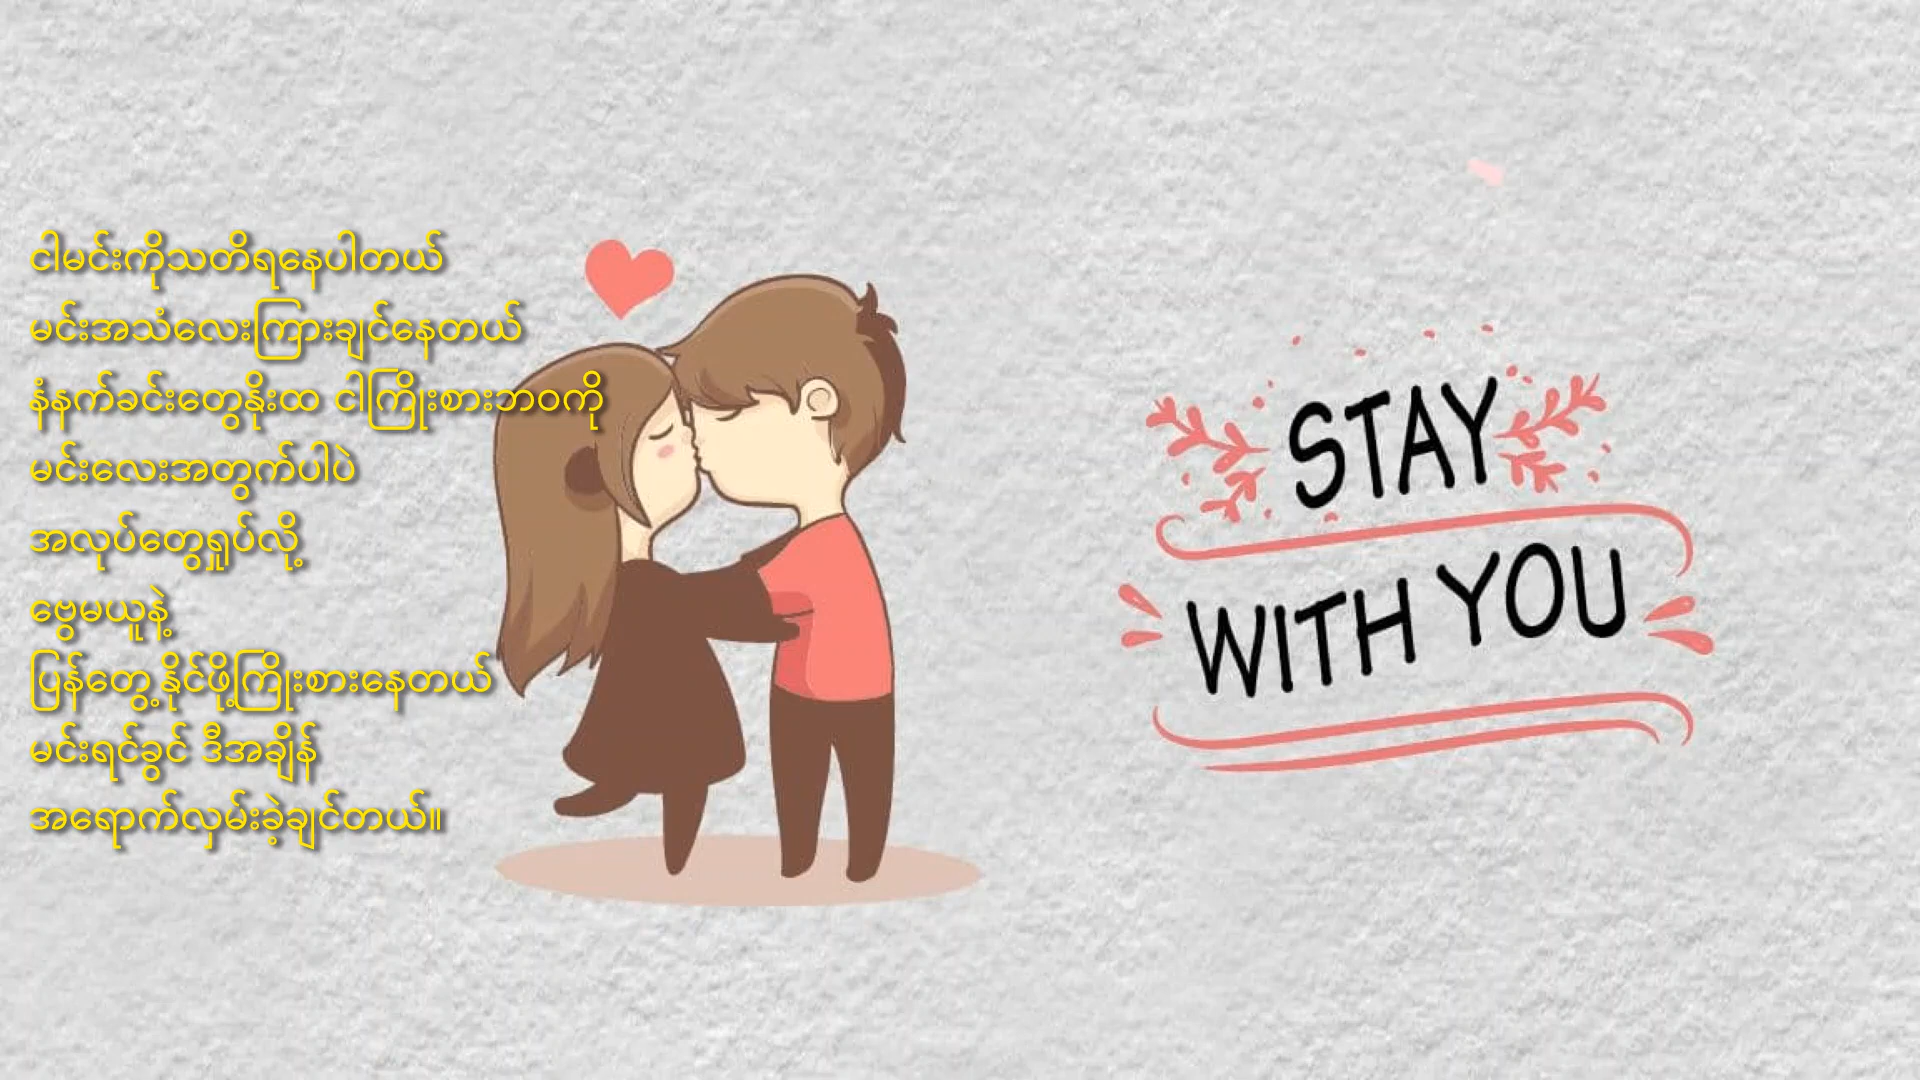 ငါမင်းကိုသတိရနေပါတယ်
မင်းအသံလေးကြားချင်နေတယ်
နံနက်ခင်းတွေနိုးထ ငါကြိုးစားဘဝကို
မင်းလေးအတွက်ပါပဲ
အလုပ်တွေရှုပ်လို့
ဗွေမယူနဲ့
ပြန်တွေ့နိုင်ဖို့ကြိုးစားနေတယ်
မင်းရင်ခွင် ဒီအချိန်
အရောက်လှမ်းခဲ့ချင်တယ်။
STAY
WITH YOU